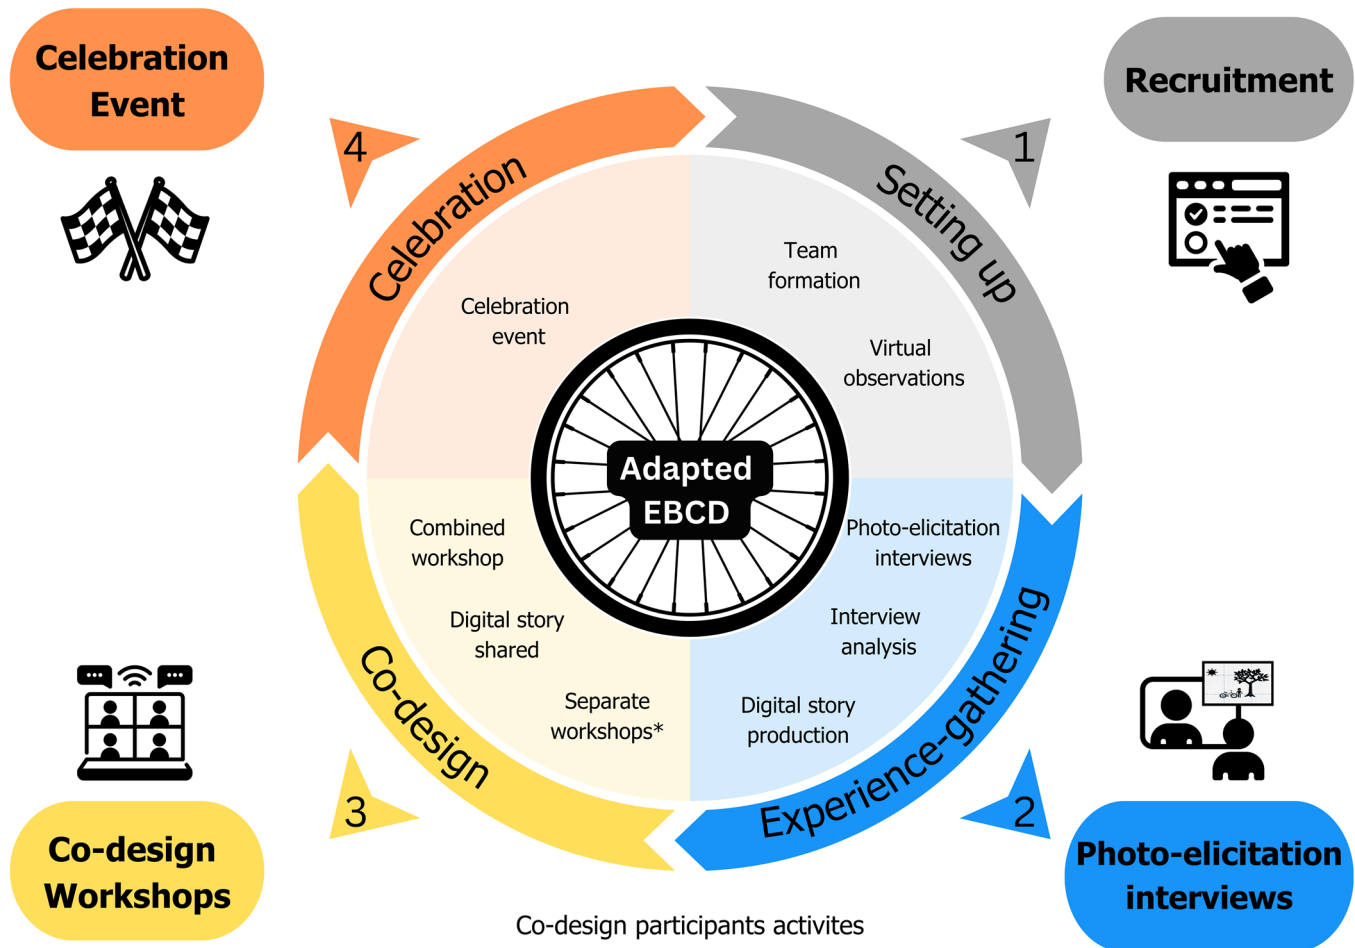 Celebration
Event
Recruitment
4
1
Celebration
Setting up
Team
formation
Celebration
event
Virtual
observations
Adapted
EBCD
Combined
workshop
Photo-elicitation
interviews
Digital story
shared
Interview
analysis
Separate
workshops*
Digital story
production
Co-design
Experience-gathering
3
2
Co-design
Workshops
Photo-elicitation
interviews
Co-design participants activites